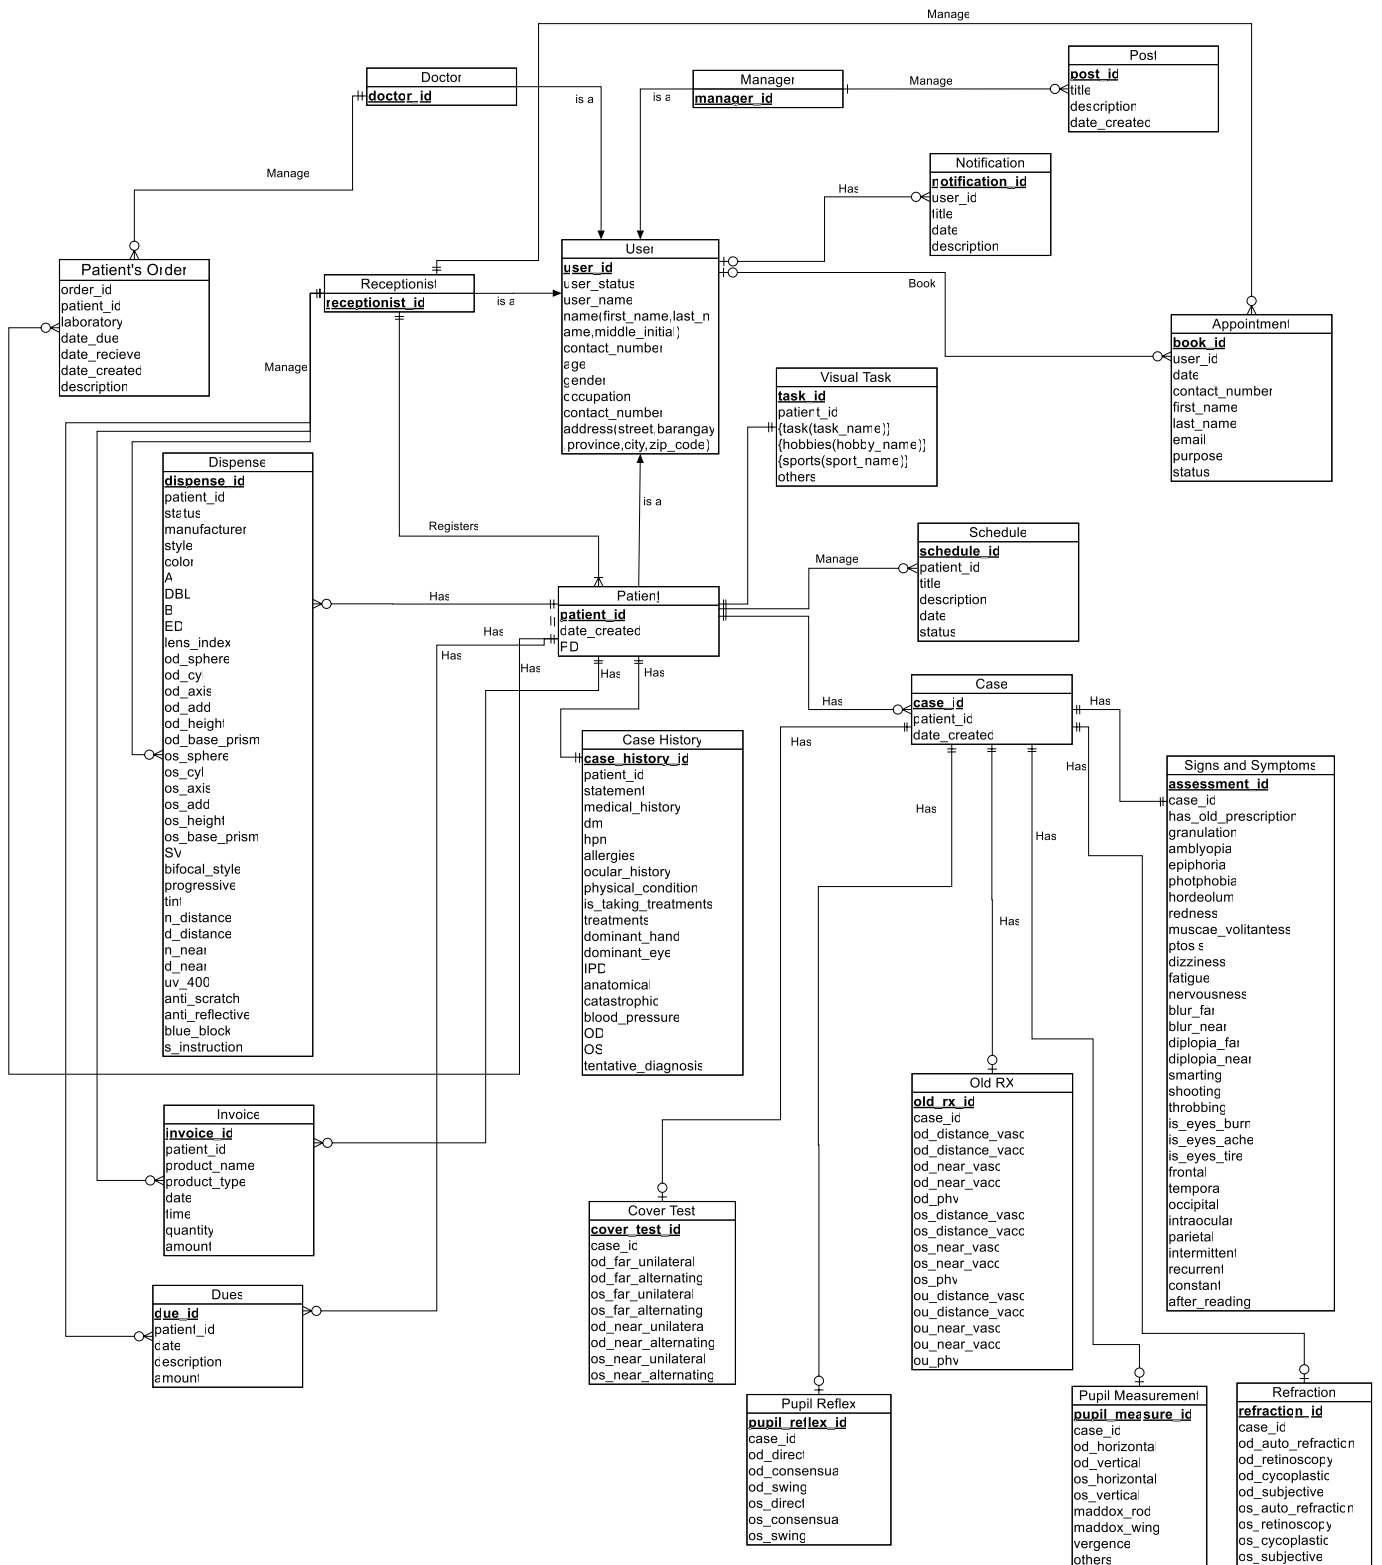 Manage
Doctor
doctor_id
is a
Manager
manager_id
is a
Manage
Post
post_id
title
description
date_created
Manage
Notification
notification_id
user_id
title
date
description
Has
Patient's Order
order_id
patient_id
laboratory
date_due
date_recieve
date_created
description
Receptionist
receptionist_id
is a
Manage
User
user_id
user_status
user_name
name(first_name,last_n
ame,middle_initial)
contact_number
age
gender
occupation
contact_number
address(street,barangay
province,city,zip_code)
Book
Appointment
book_id
user_id
date
contact_number
first_name
last_name
email
purpose
status
Visual Task
task_id
patient_id
{task(task_name)}
{hobbies(hobby_name)}
{sports(sport_name)}
others
is a
Registers
Dispense
dispense_id
patient_id
status
manufacturer
style
color
A
DBL
B
ED
lens_index
od_sphere
od_cyl
od_axis
od_add
od_height
od_base_prism
os_sphere
os_cyl
os_axis
os_add
os_height
os_base_prism
SV
bifocal_style
progressive
tint
n_distance
d_distance
n_near
d_near
uv_400
anti_scratch
anti_reflective
blue_block
s_instruction
Has
Has
Has
Has
Has
Has
Patient
patient_id
date_created
PD
Manage
Schedule
schedule_id
patient_id
title
description
date
status
Has
Case
case_id
patient_id
date_created
Has
Has
Has
Has
Has
Has
Case History
case_history_id
patient_id
statement
medical_history
dm
hpn
allergies
ocular_history
physical_condition
is_taking_treatments
treatments
dominant_hand
dominant_eye
IPD
anatomical
catastrophic
blood_pressure
OD
OS
tentative_diagnosis
Signs and Symptoms
assessment_id
case_id
has_old_prescription
granulation
amblyopia
epiphoria
photphobia
hordeolum
redness
muscae_volitantess
ptosis
dizziness
fatigue
nervousness
blur_far
blur_near
diplopia_far
diplopia_near
smarting
shooting
throbbing
is_eyes_burn
is_eyes_ache
is_eyes_tire
frontal
tempora
occipital
intraocular
parietal
intermittent
recurrent
constant
after_reading
Invoice
invoice_id
patient_id
product_name
product_type
date
time
quantity
amount
Dues
due_id
patient_id
date
description
amount
Cover Test
cover_test_id
case_id
od_far_unilateral
od_far_alternating
os_far_unilateral
os_far_alternating
od_near_unilatera
od_near_alternating
os_near_unilateral
os_near_alternating
Old RX
old_rx_id
case_id
od_distance_vasc
od_distance_vacc
od_near_vasc
od_near_vacc
od_phv
os_distance_vasc
os_distance_vacc
os_near_vasc
os_near_vacc
os_phv
ou_distance_vasc
ou_distance_vacc
ou_near_vasc
ou_near_vacc
ou_phv
Pupil Reflex
pupil_reflex_id
case_id
od_direct
od_consensua
od_swing
os_direct
os_consensua
os_swing
Pupil Measurement
pupil_measure_id
case_id
od_horizontal
od_vertical
os_horizontal
os_vertical
maddox_rod
maddox_wing
vergence
others
Refraction
refraction_id
case_id
od_auto_refraction
od_retinoscopy
od_cycoplastic
od_subjective
os_auto_refraction
os_retinoscopy
os_cycoplastic
os_subjective